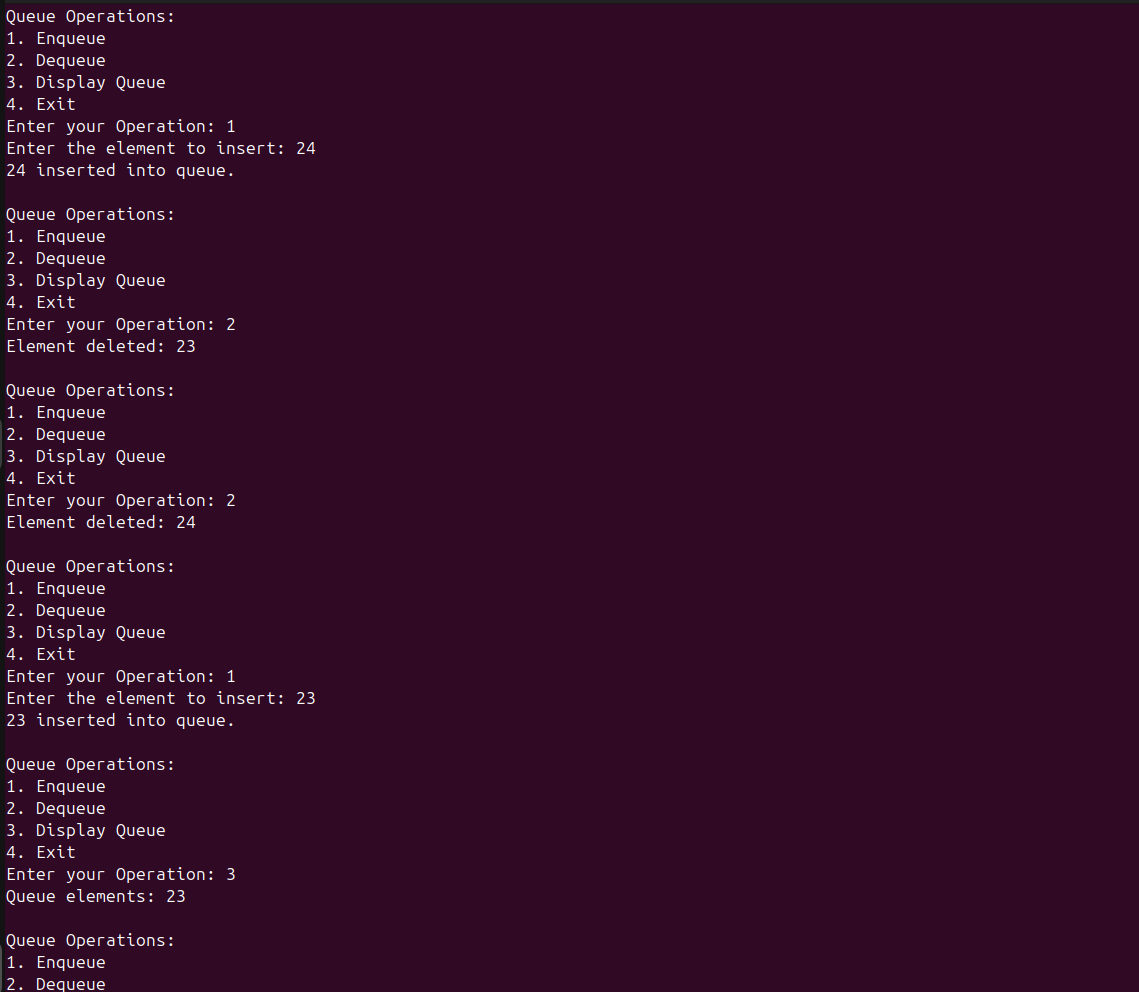 Queue Operations:
1. Enqueue
2. Dequeue
3. Display Queue
4. Exit
Enter your Operation: 1
Enter the element to insert: 24
24 inserted into queue.

Queue Operations:
1. Enqueue
2. Dequeue
3. Display Queue
4. Exit
Enter your Operation: 2
Element deleted: 23

Queue Operations:
1. Enqueue
2. Dequeue
3. Display Queue
4. Exit
Enter your Operation: 2
Element deleted: 24

Queue Operations:
1. Enqueue
2. Dequeue
3. Display Queue
4. Exit
Enter your Operation: 1
Enter the element to insert: 23
23 inserted into queue.

Queue Operations:
1. Enqueue
2. Dequeue
3. Display Queue
4. Exit
Enter your Operation: 3
Queue elements: 23

Queue Operations:
1. Enqueue
2. Dequeue